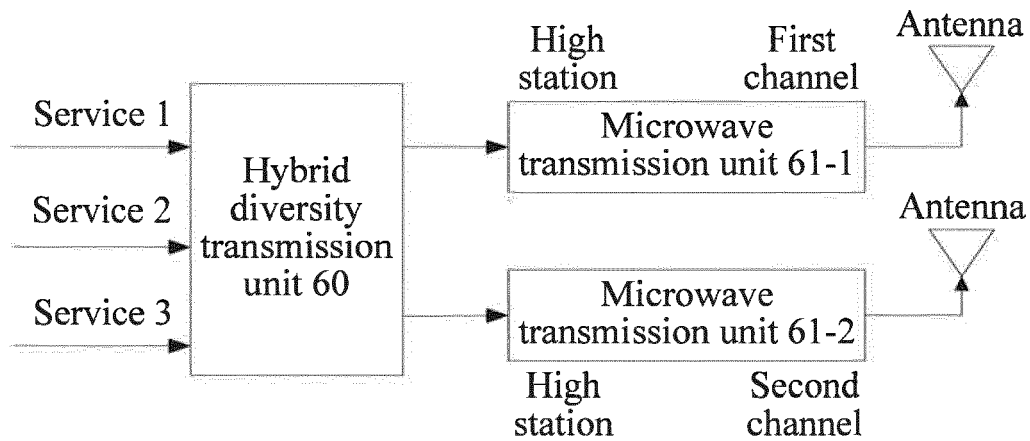 High
station
First
channel
Antenna
Service 1
Service 2
Service 3
Hybrid
diversity
transmission
unit 60
Microwave
transmission unit 61-1
Antenna
Microwave
transmission unit 61-2
High
station
Second
channel